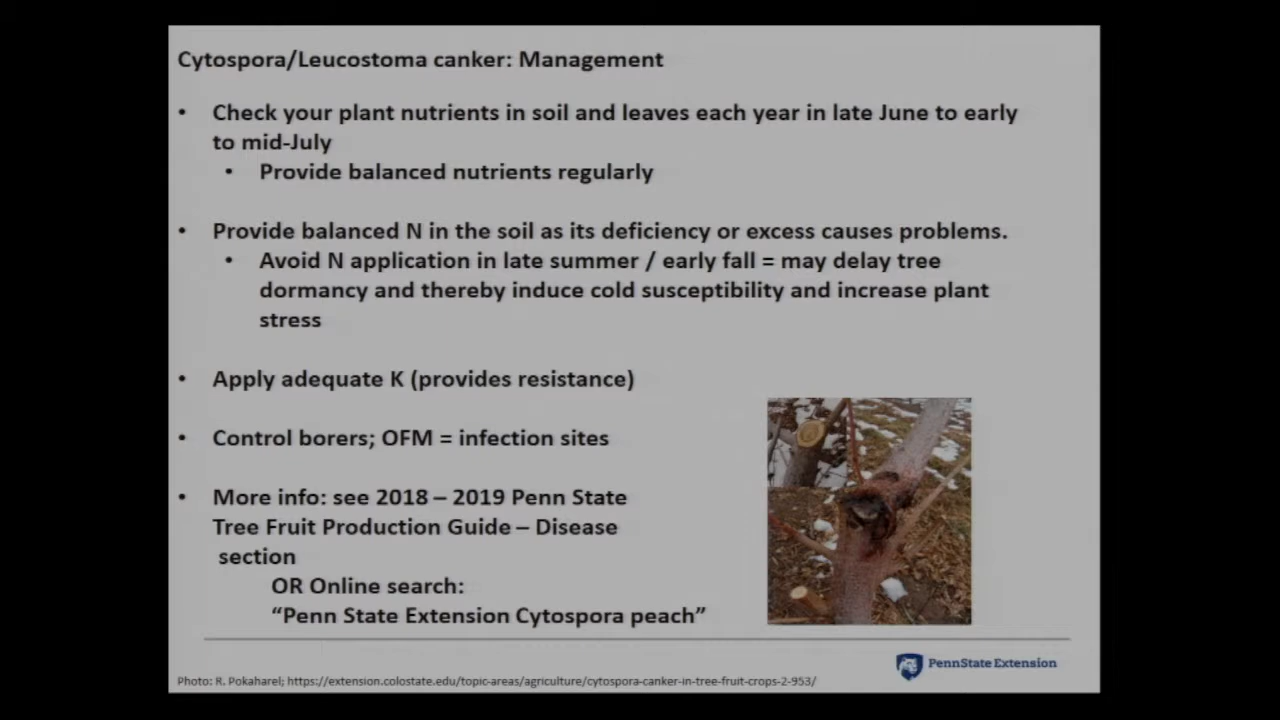 Cytospora/Leucostoma canker: Management
• Check your plant nutrients in soil and leaves each year in late June to early
to mid-July
• Provide balanced nutrients regularly
• Provide balanced N in the soil as its deficiency or excess causes problems.
• Avoid N application in late summer / early fall = may delay tree
dormancy and thereby induce cold susceptibility and increase plant
stress
• Apply adequate K (provides resistance)
• Control borers; OFM = infection sites
• More info: see 2018 – 2019 Penn State
Tree Fruit Production Guide – Disease
section
OR Online search:
“Penn State Extension Cytospora peach”
PennState Extension
Photo: R. Pokaharel; https://extension.colostate.edu/topic-areas/agriculture/cytospora-canker-in-tree-fruit-crops-2-953/